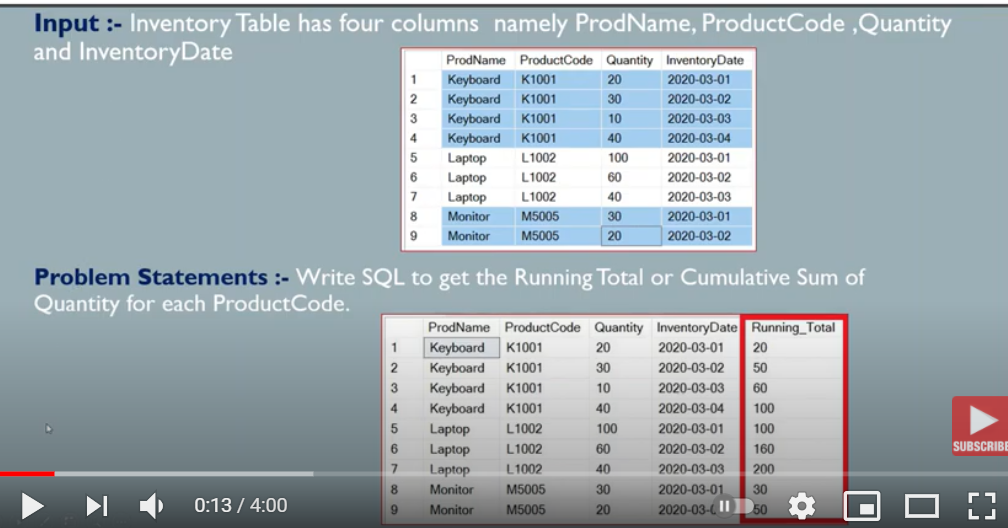 Input :- Inventory Table has four columns namely ProdName, ProductCode ,Quantity
and InventoryDate
ProdName ProductCode Quantity InventoryDate
1 Keyboard K1001 20 2020-03-01
2 Keyboard K1001 30 2020-03-02
3 Keyboard K1001 10 2020-03-03
4 Keyboard K1001 40 2020-03-04
5 Laptop L1002 100 2020-03-01
6 Laptop L1002 60 2020-03-02
7 Laptop L1002 40 2020-03-03
8 Monitor M5005 30 2020-03-01
9 Monitor M5005 20 2020-03-02
Problem Statements :- Write SQL to get the Running Total or Cumulative Sum of
Quantity for each ProductCode.
ProdName ProductCode Quantity InventoryDate Running_Total
1 Keyboard K1001 20 2020-03-01 20
2 Keyboard K1001 30 2020-03-02 50
3 Keyboard K1001 10 2020-03-03 60
4 Keyboard K1001 40 2020-03-04 100
5 Laptop L1002 100 2020-03-01 100
6 Laptop L1002 60 2020-03-02 160
7 Laptop L1002 40 2020-03-03 200
8 Monitor M5005 30 2020-03-01 30
9 Monitor M5005 20 50
SUBSCRIBE
0:13 / 4:00